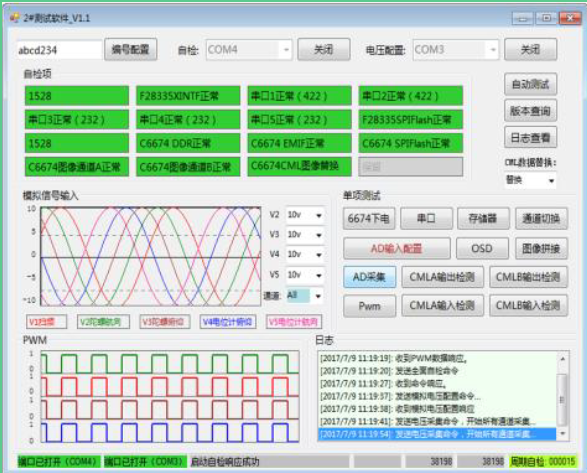 2#测试软件_V1.1
abcd234 编号配置 自检: COM4 关闭 电压配置: COM3 关闭
自检项
1528 F28335XINTF正常 串口1正常 ( 422 ) 串口2正常 ( 422 ) 自动测试
串口3正常 ( 232 ) 串口4正常 ( 232 ) 串口5正常 ( 232 ) F28335SPIFlash正常 版本查询
1528 C6674 DDR正常 C6674 EMIF正常 C6674 SPIFlash正常 日志查看
C6674图像通道A正常 C6674图像通道B正常 C6674CML图像替换 保留 CML数据替换:
替换
模拟信号输入 单项测试
10 V2 10v 6674下电 串口 存储器 通道切换
5 V3 10v
0 V4 10v AD输入配置 OSD 图像拼接
-5 V5 10v AD采集 CMLA输出检测 CMLB输出检测
-10 通道: All Pwm CMLA输入检测 CMLB输入检测
V1扫描 V2陀螺航向 V3陀螺俯仰 V4电位计俯仰 V5电位计航向
PWM 日志
1 0 [2017/7/9 11:19:19]: 收到PWM数据响应。
[2017/7/9 11:19:20]: 发送全面自检命令
1 0 [2017/7/9 11:19:27]: 收到命令响应。
[2017/7/9 11:19:37]: 发送模拟电压配置命令...
1 0 [2017/7/9 11:19:38]: 收到模拟电压配置响应
[2017/7/9 11:19:41]: 发送电压采集命令，开始所有通道采集...
1 0 [2017/7/9 11:19:54]: 发送电压采集命令，开始所有通道采集...
端口已打开 (COM4) 端口已打开 (COM3) 启动自检响应成功 38198 38198 周期自检: 000015